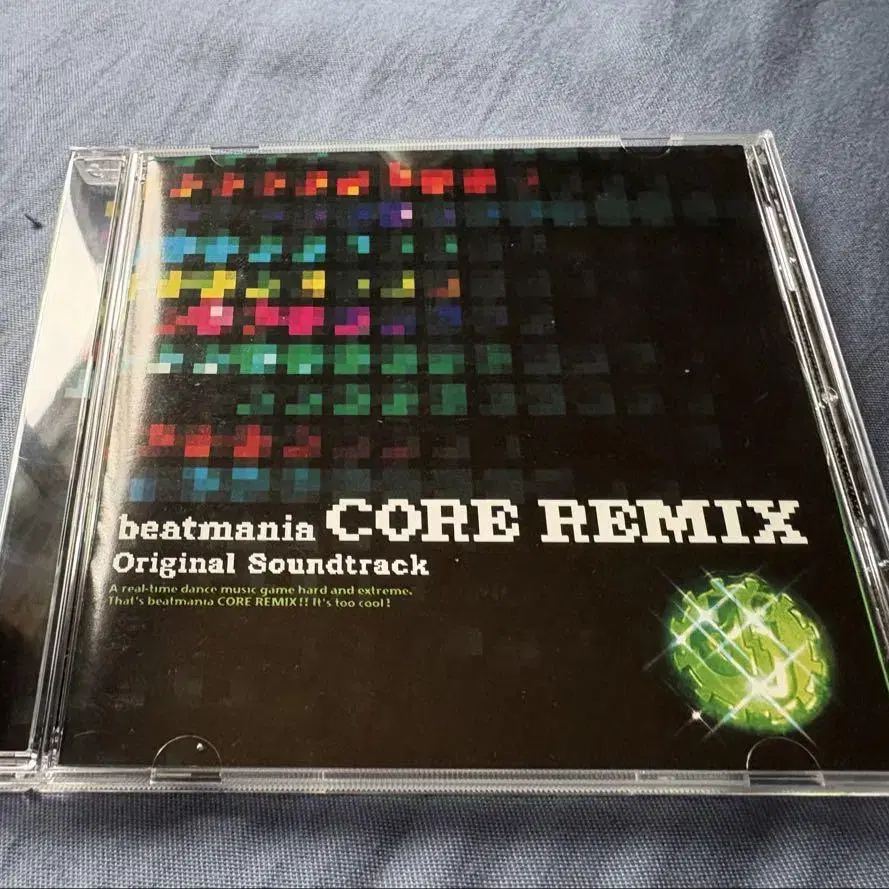 beatmania CORE REMIX
Original Soundtrack
A real-time dance music game hard and extreme.
That's beatmania CORE REMIX!! It's too cool!